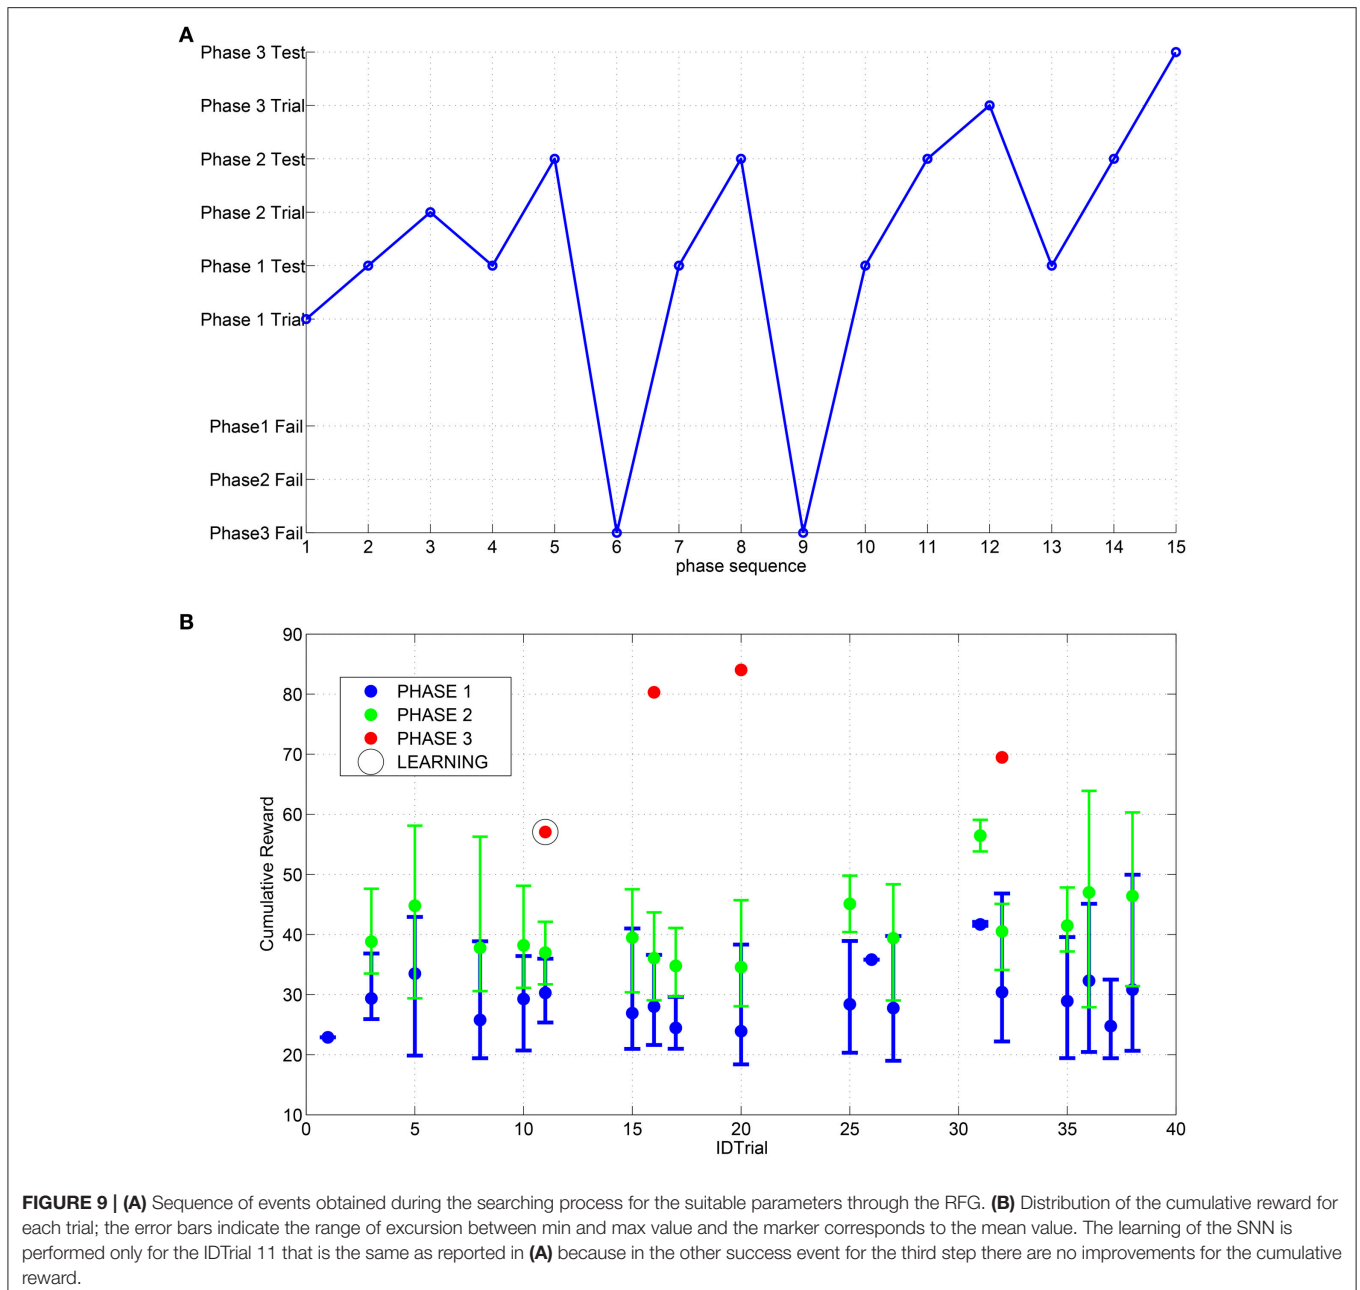 A
Phase 3 Test
Phase 3 Trial
Phase 2 Test
Phase 2 Trial
Phase 1 Test
Phase 1 Trial
Phase1 Fail
Phase2 Fail
Phase3 Fail
1 2 3 4 5 6 7 8 9 10 11 12 13 14 15
phase sequence
B
90
80
70
60
50
40
30
20
10
Cumulative Reward
PHASE 1
PHASE 2
PHASE 3
LEARNING
0 5 10 15 20 25 30 35 40
IDTrial
FIGURE 9 | (A) Sequence of events obtained during the searching process for the suitable parameters through the RFG. (B) Distribution of the cumulative reward for
each trial; the error bars indicate the range of excursion between min and max value and the marker corresponds to the mean value. The learning of the SNN is
performed only for the IDTrial 11 that is the same as reported in (A) because in the other success event for the third step there are no improvements for the cumulative
reward.